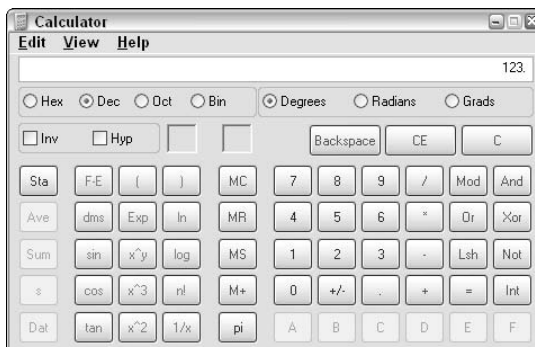 Calculator
Edit View Help
123.
Hex Dec Oct Bin Degrees Radians Grads
Inv Hyp Backspace CE C
Sta F-E ( ) MC 7 8 9 / Mod And
Ave dms Exp ln MR 4 5 6 * Or Xor
Sum sin x^y log MS 1 2 3 - Lsh Not
s cos x^3 n! M+ 0 +/- . + = Int
Dat tan x^2 1/x pi A B C D E F